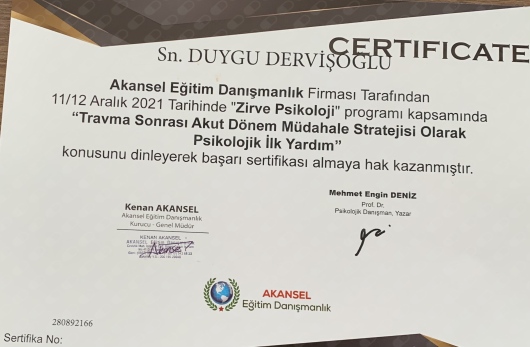 CERTIFICATE
Sn. DUYGU DERVİŞOĞLU
Akansel Eğitim Danışmanlık Firması Tarafından
11/12 Aralık 2021 Tarihinde "Zirve Psikoloji" programı kapsamında
“Travma Sonrası Akut Dönem Müdahale Stratejisi Olarak
Psikolojik İlk Yardım”
konusunu dinleyerek başarı sertifikası almaya hak kazanmıştır.
Kenan AKANSEL
Akansel Eğitim Danışmanlık
Kurucu - Genel Müdür
KENAN AKANSEL
Mehmet Engin DENİZ
Prof. Dr.
Psikolojik Danışman, Yazar
AKANSEL
Eğitim Danışmanlık
280892166
Sertifika No: